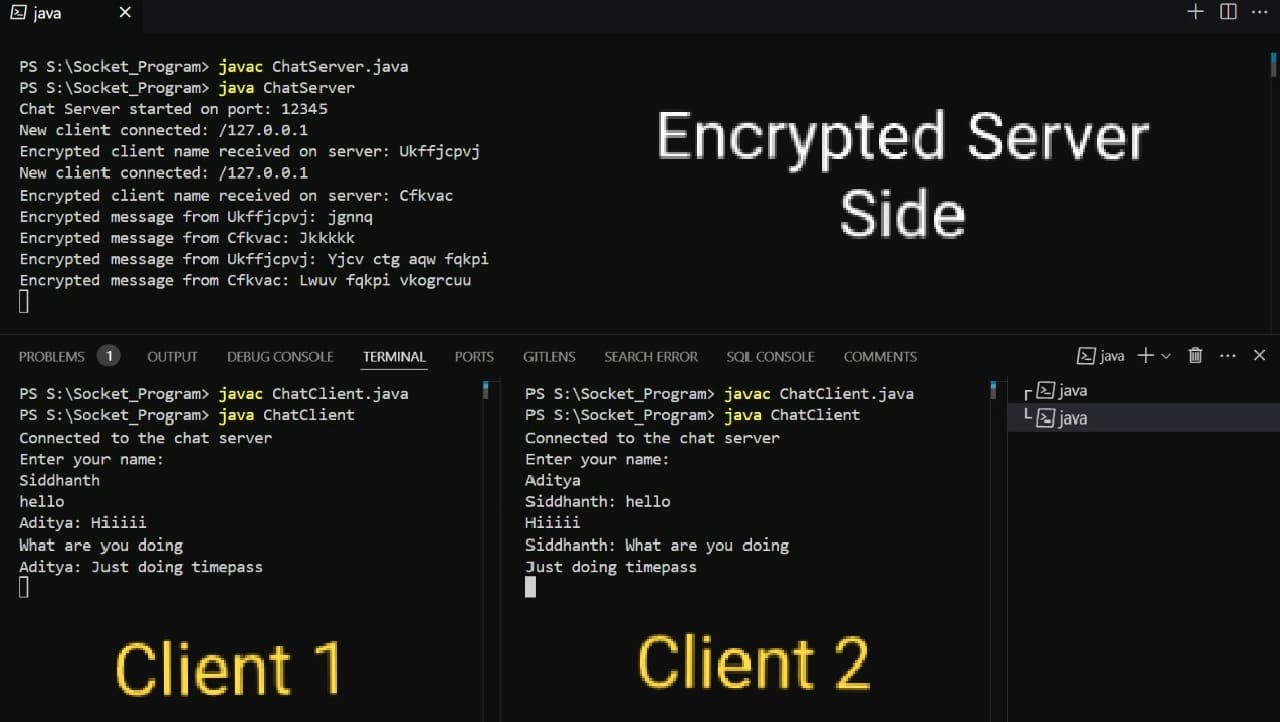 java
PS S:\Socket_Program> javac ChatServer.java
PS S:\Socket_Program> java ChatServer
Chat Server started on port: 12345
New client connected: /127.0.0.1
Encrypted client name received on server: Ukffjcpvj
New client connected: /127.0.0.1
Encrypted client name received on server: Cfkvac
Encrypted message from Ukffjcpvj: jgnnq
Encrypted message from Cfkvac: Jkkkkk
Encrypted message from Ukffjcpvj: Yjcv ctg aqw fqkpi
Encrypted message from Cfkvac: Lwuv fqkpi vkogrcuu
Encrypted Server
Side
PROBLEMS 1 OUTPUT DEBUG CONSOLE TERMINAL PORTS GITLENS SEARCH ERROR SQL CONSOLE COMMENTS java
PS S:\Socket_Program> javac ChatClient.java
PS S:\Socket_Program> java ChatClient
Connected to the chat server
Enter your name:
Siddhanth
hello
Aditya: Hiiiii
What are you doing
Aditya: Just doing timepass
Client 1
PS S:\Socket_Program> javac ChatClient.java
PS S:\Socket_Program> java ChatClient
Connected to the chat server
Enter your name:
Aditya
Siddhanth: hello
Hiiiii
Siddhanth: What are you doing
Just doing timepass
Client 2
java
java